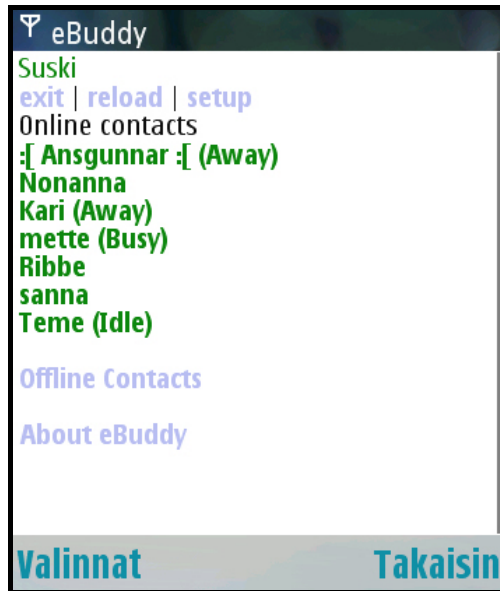 eBuddy
Suski
exit | reload | setup
Online contacts
:[ Ansgunnar :[ (Away)
Nonanna
Kari (Away)
mette (Busy)
Ribbe
sanna
Teme (Idle)
Offline Contacts
About eBuddy
Valinnat Takaisin